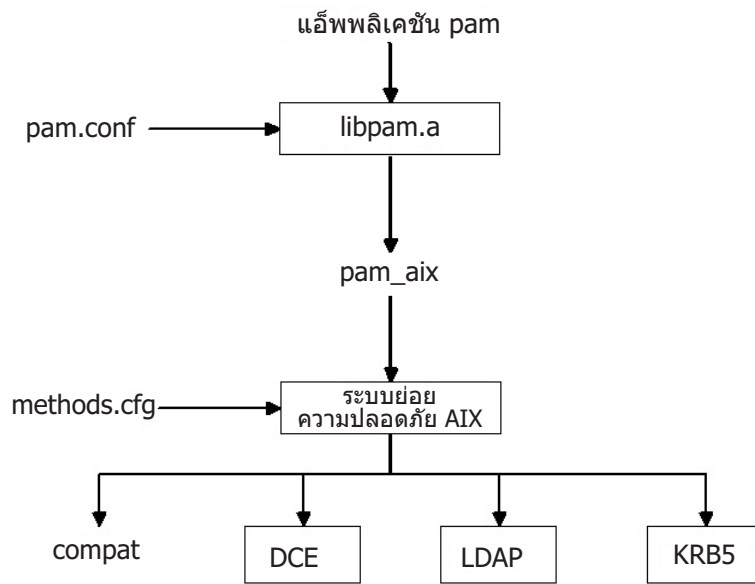 แอ็พพลิเคชัน pam
pam.conf
libpam.a
pam_aix
methods.cfg
ระบบย่อย
ความปลอดภัย AIX
compat
DCE
LDAP
KRB5